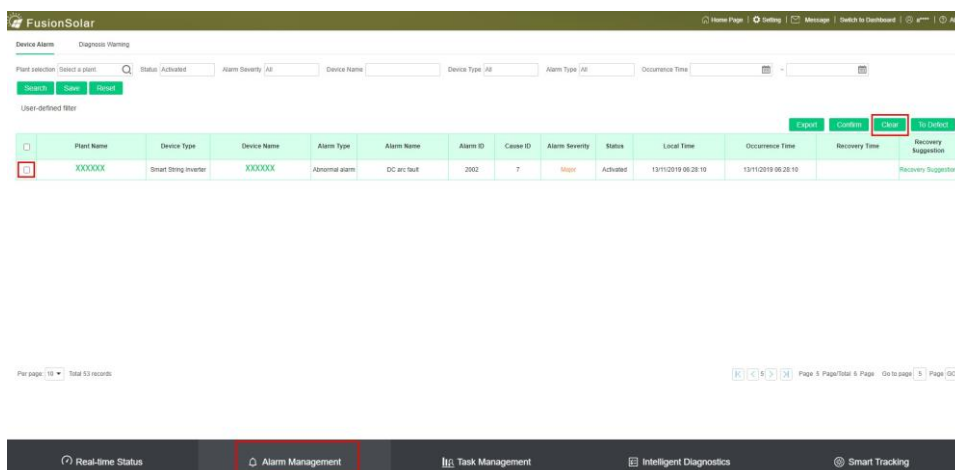 FusionSolar
Home Page | Setting | Message | Switch to Dashboard |
Device Alarm Diagnosis Warning
Plant selection Select a plant Status Activated Alarm Severity All Device Name Device Type All Alarm Type All Occurrence Time -
Search Save Reset
User-defined filter
Export Confirm Clear To Defect
Plant Name Device Type Device Name Alarm Type Alarm Name Alarm ID Cause ID Alarm Severity Status Local Time Occurrence Time Recovery Time Recovery Suggestion
XXXXXX Smart String Inverter XXXXXX Abnormal alarm DC arc fault 2002 7 Major Activated 13/11/2019 06:28:10 13/11/2019 06:28:10 Recovery Suggestion
Per page: 10 Total 53 records
5 Page 5 Page/Total 6 Page Go to page 5 Page GO
Real-time Status Alarm Management Task Management Intelligent Diagnostics Smart Tracking